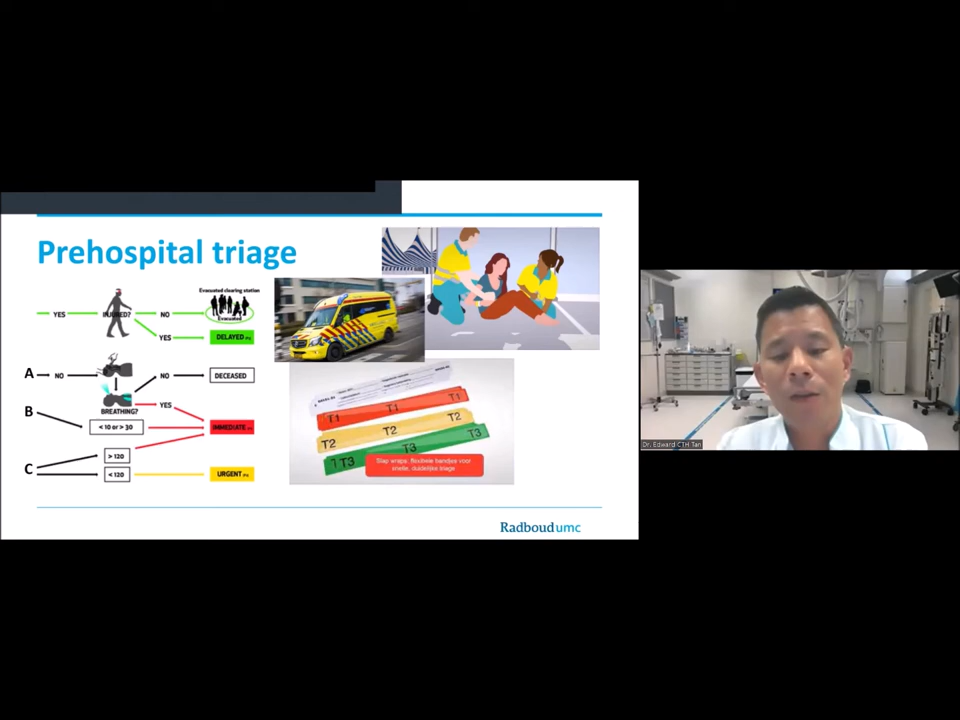 Prehospital triage
Evacuated clearing station
YES
INJURED?
NO
Evacuated
YES
DELAYED
A
NO
NO
DECEASED
BREATHING?
YES
B
< 10 or > 30
IMMEDIATE
C
> 120
< 120
URGENT
T1
T1
T1
T2
T2
T2
T3
T3
T3
Slap wraps: flexibele bandjes voor
snelle, duidelijke triage
Radboudumc
Dr. Edward CTH Tan